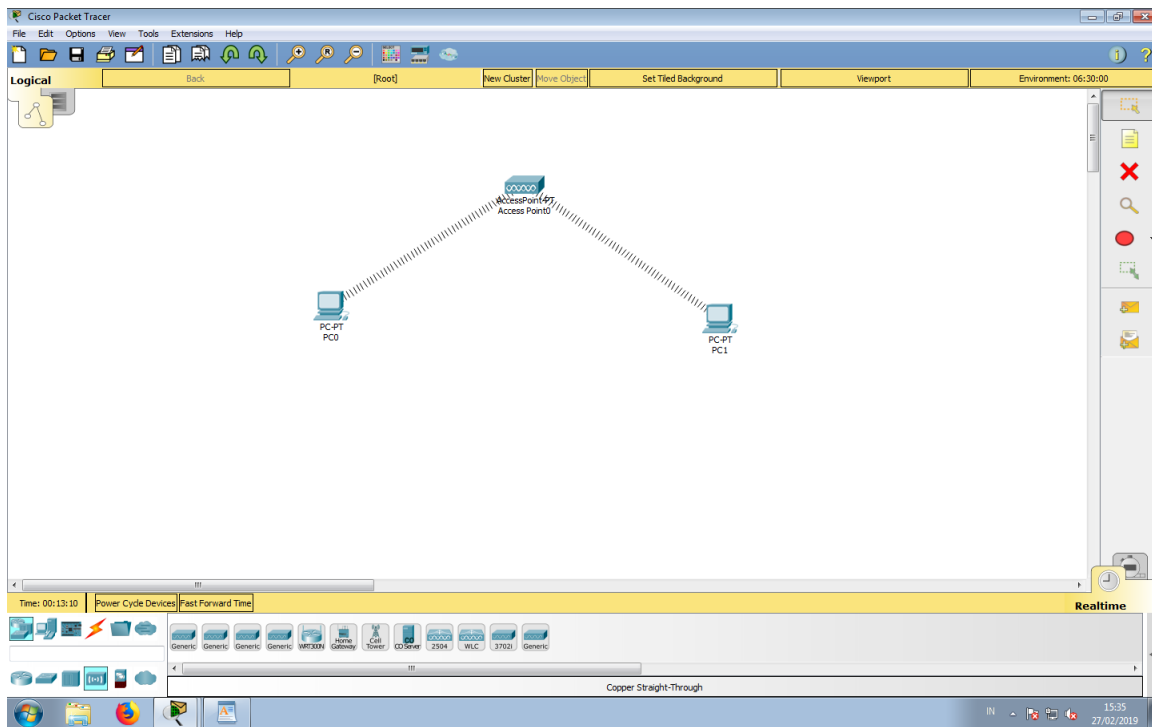 Cisco Packet Tracer
File Edit Options View Tools Extensions Help
Logical Back [Root] New Cluster Move Object Set Tiled Background Viewport Environment: 06:30:00
AccessPoint-PT
Access Point0
PC-PT
PC0
PC-PT
PC1
Time: 00:13:10 Power Cycle Devices Fast Forward Time Realtime
Generic Generic Generic Generic WRT300N Home Gateway Cell Tower CO Server 2504 WLC 3702i Generic
Copper Straight-Through
IN 15:35
27/02/2019